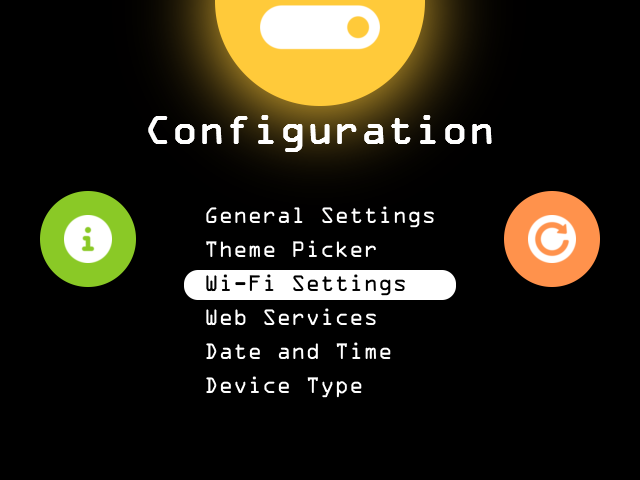 Configuration
General Settings
Theme Picker
Wi-Fi Settings
Web Services
Date and Time
Device Type